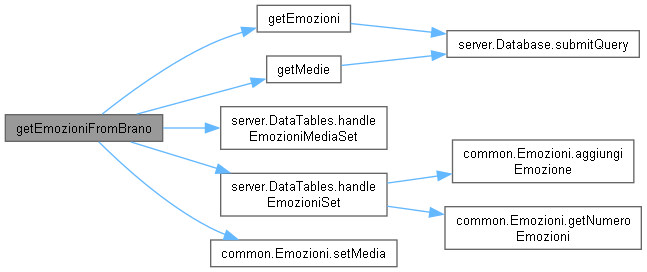 getEmozioni
server.Database.submitQuery
getMedie
getEmozioniFromBrano
server.DataTables.handle
EmozioniMediaSet
common.Emozioni.aggiungi
Emozione
server.DataTables.handle
EmozioniSet
common.Emozioni.getNumero
Emozioni
common.Emozioni.setMedia